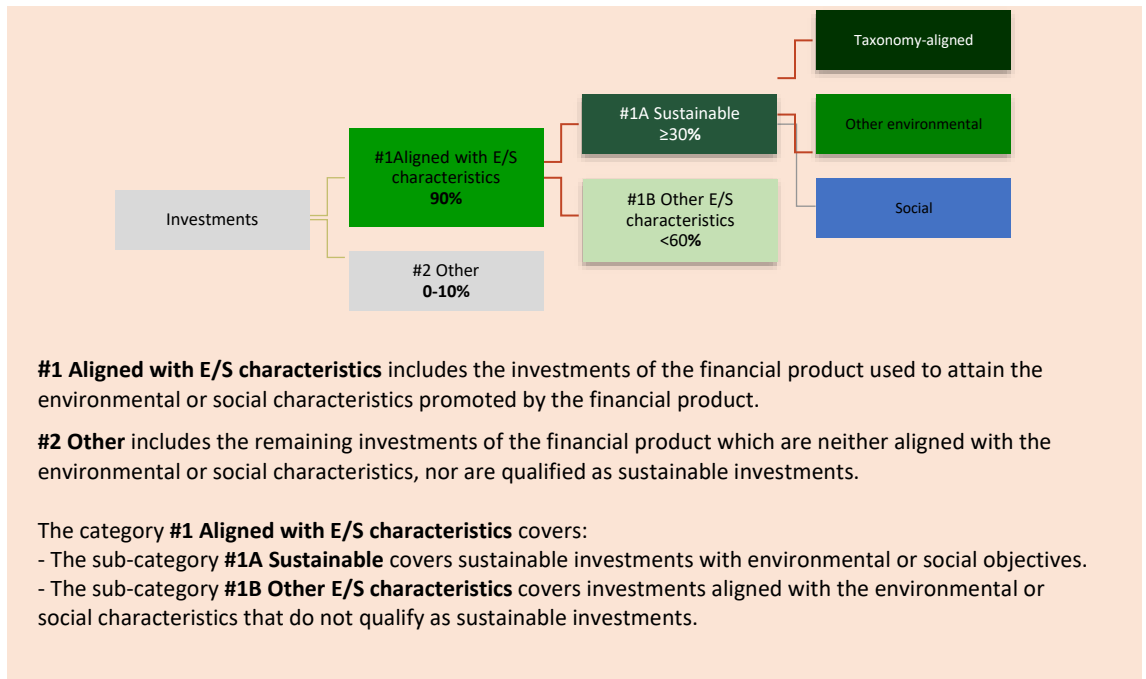 Taxonomy-aligned
#1A Sustainable
≥30%
Other environmental
#1Aligned with E/S
characteristics
90%
#1B Other E/S
characteristics
<60%
Social
Investments
#2 Other
0-10%
#1 Aligned with E/S characteristics includes the investments of the financial product used to attain the
environmental or social characteristics promoted by the financial product.
#2 Other includes the remaining investments of the financial product which are neither aligned with the
environmental or social characteristics, nor are qualified as sustainable investments.
The category #1 Aligned with E/S characteristics covers:
- The sub-category #1A Sustainable covers sustainable investments with environmental or social objectives.
- The sub-category #1B Other E/S characteristics covers investments aligned with the environmental or
social characteristics that do not qualify as sustainable investments.